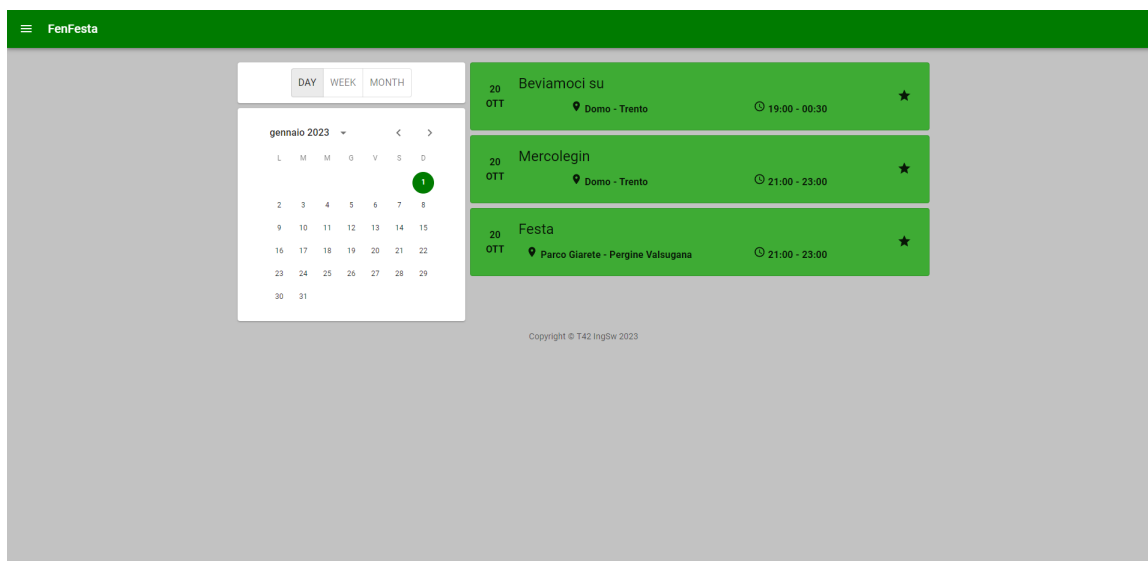 FenFesta
DAY WEEK MONTH
gennaio 2023
L M M G V S D
1
2 3 4 5 6 7 8
9 10 11 12 13 14 15
16 17 18 19 20 21 22
23 24 25 26 27 28 29
30 31
20 OTT
Beviamoci su
Domo - Trento
19:00 - 00:30
20 OTT
Mercolegin
Domo - Trento
21:00 - 23:00
20 OTT
Festa
Parco Giarete - Pergine Valsugana
21:00 - 23:00
Copyright © T42 IngSw 2023